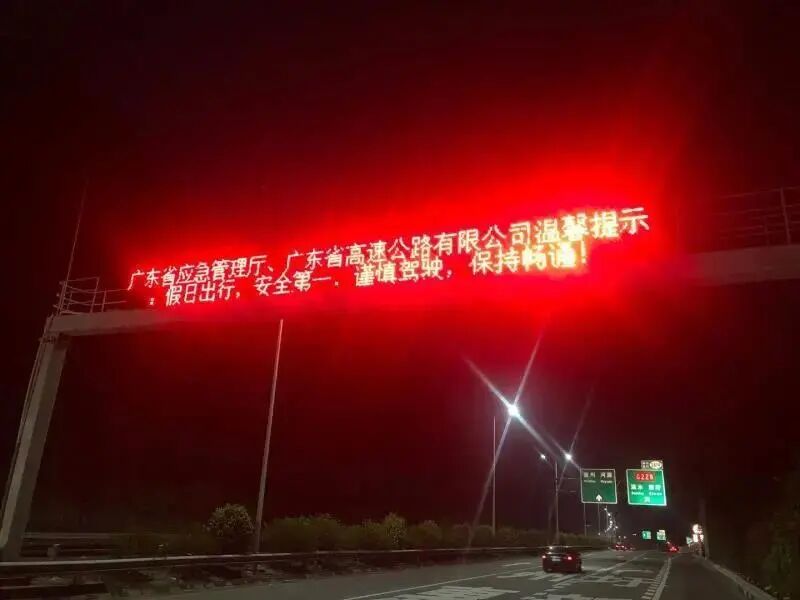 广东省应急管理厅、广东省高速公路有限公司温馨提示
：假日出行，安全第一．谨慎驾驶，保持畅通！
G228